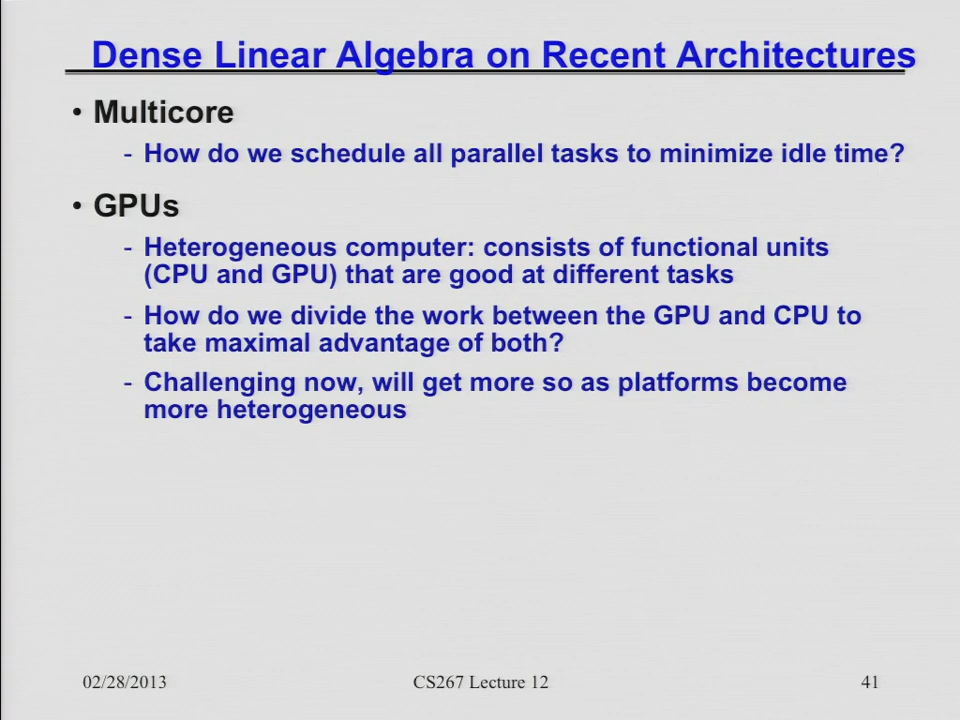 Dense Linear Algebra on Recent Architectures
• Multicore
- How do we schedule all parallel tasks to minimize idle time?
• GPUs
- Heterogeneous computer: consists of functional units
(CPU and GPU) that are good at different tasks
- How do we divide the work between the GPU and CPU to
take maximal advantage of both?
- Challenging now, will get more so as platforms become
more heterogeneous
02/28/2013
CS267 Lecture 12
41